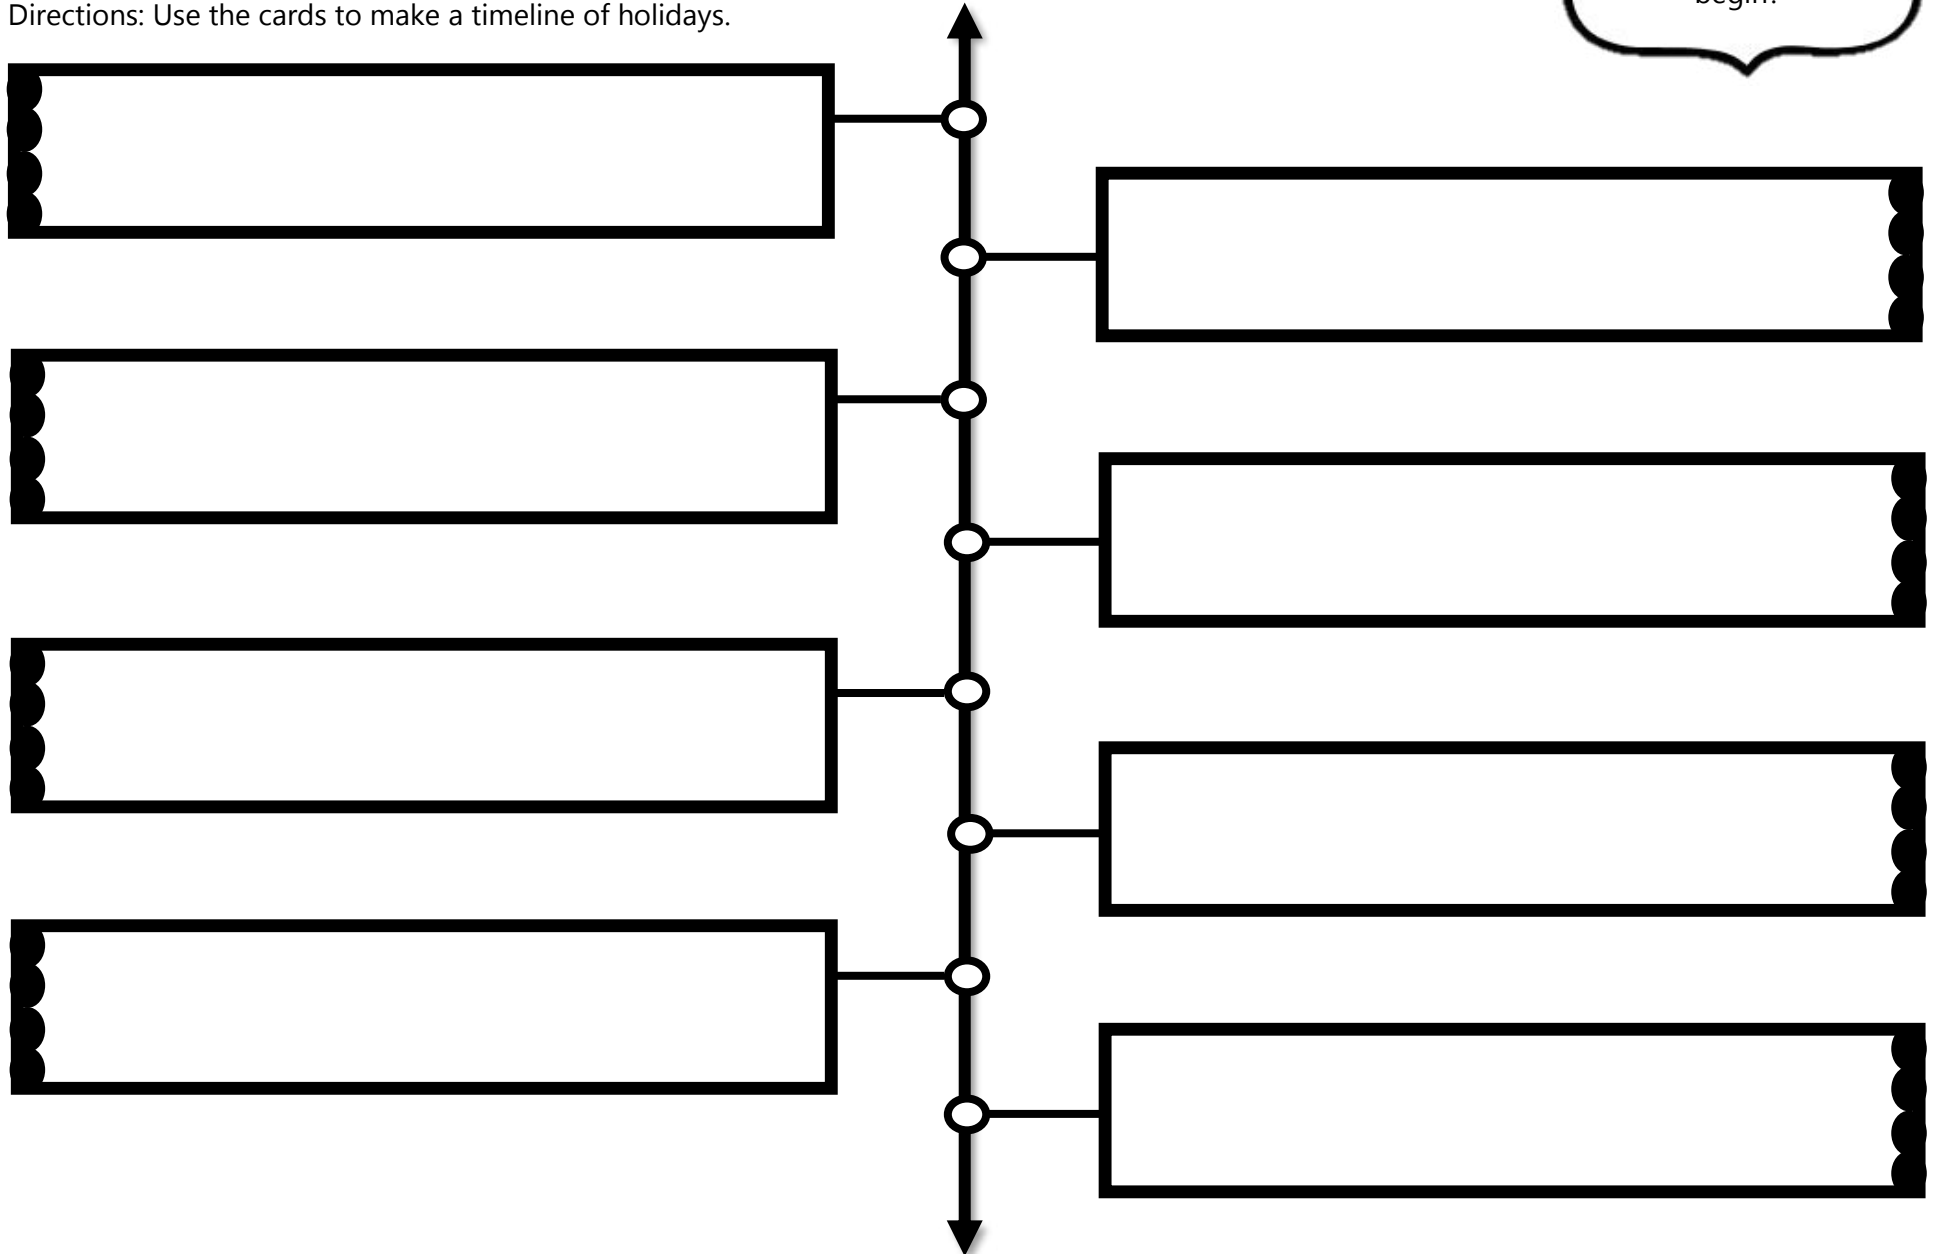 Directions: Use the cards to make a timeline of holidays.
begin?